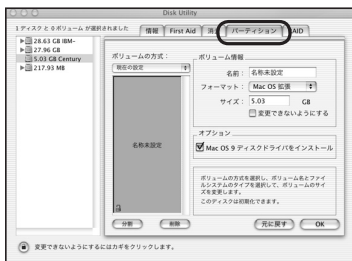 Disk Utility
1 ディスク と 0 ボリューム が選択されました
情報 First Aid 消去 パーティション RAID
28.63 GB IBM-
27.96 GB
5.03 GB Century
217.93 MB
ボリュームの方式：
現在の設定
名称未設定
分割 削除
ボリューム情報
名前： 名称未設定
フォーマット： Mac OS 拡張
サイズ： 5.03 GB
変更できないようにする
オプション
Mac OS 9 ディスクドライバをインストール
ボリュームの方式を選択し、ボリューム名とファイルシステムのタイプを選択して、ボリュームのサイズを変更します。
このディスクは初期化できます。
元に戻す OK
変更できないようにするにはカギをクリックします。